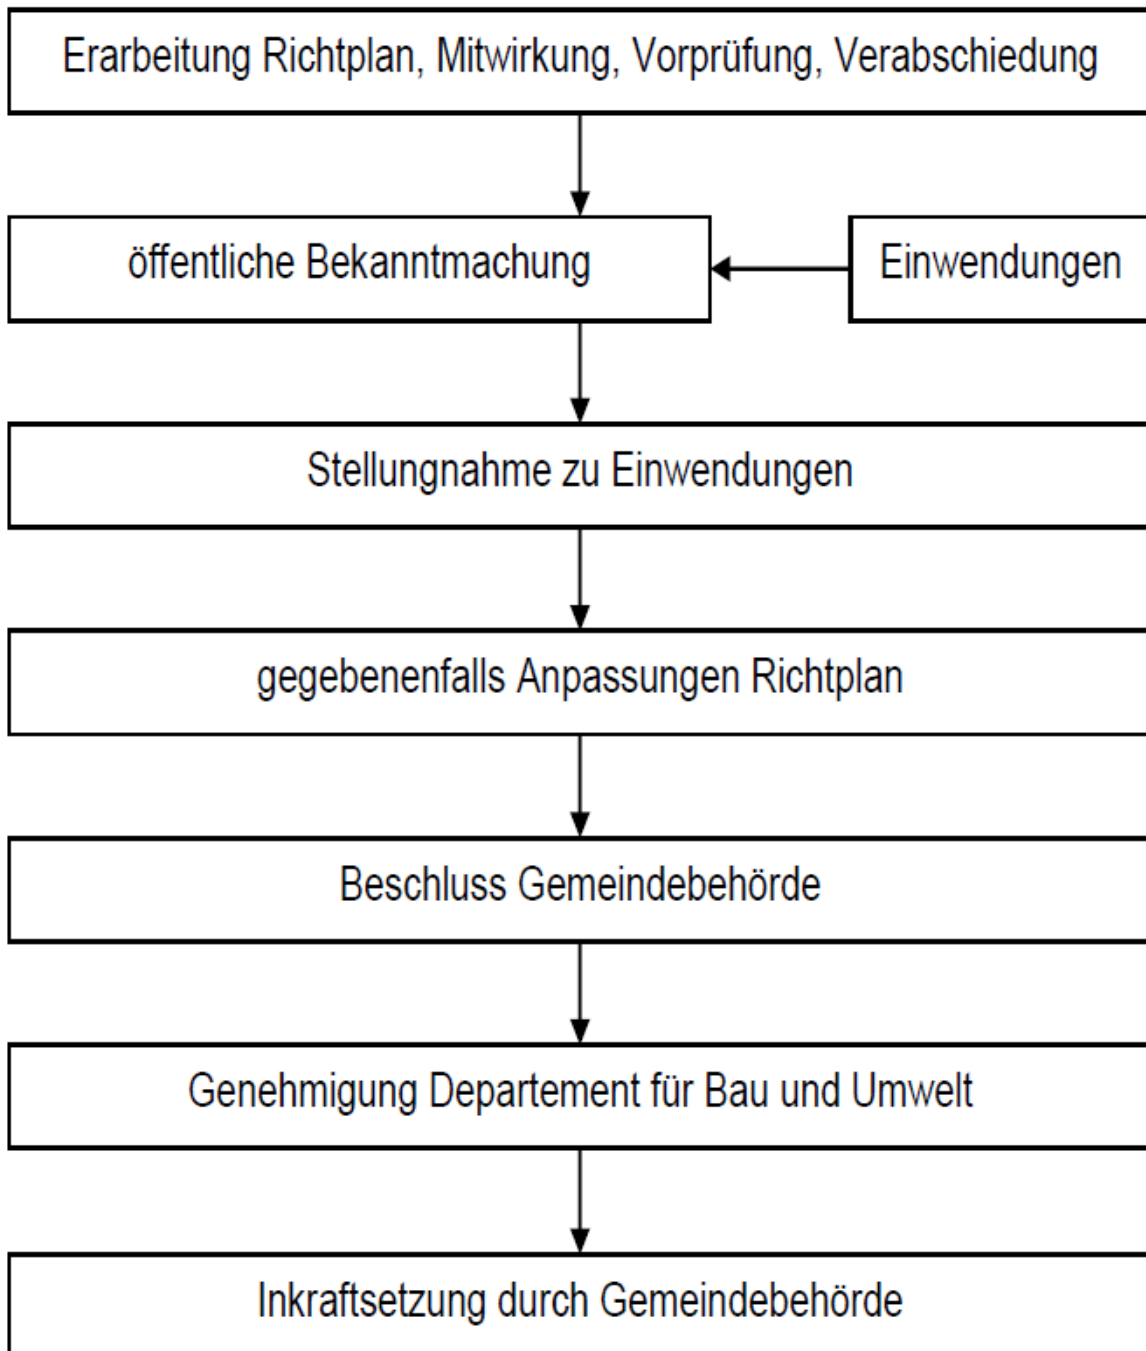 Erarbeitung Richtplan, Mitwirkung, Vorprüfung, Verabschiedung
öffentliche Bekanntmachung
Einwendungen
Stellungnahme zu Einwendungen
gegebenenfalls Anpassungen Richtplan
Beschluss Gemeindebehörde
Genehmigung Departement für Bau und Umwelt
Inkraftsetzung durch Gemeindebehörde